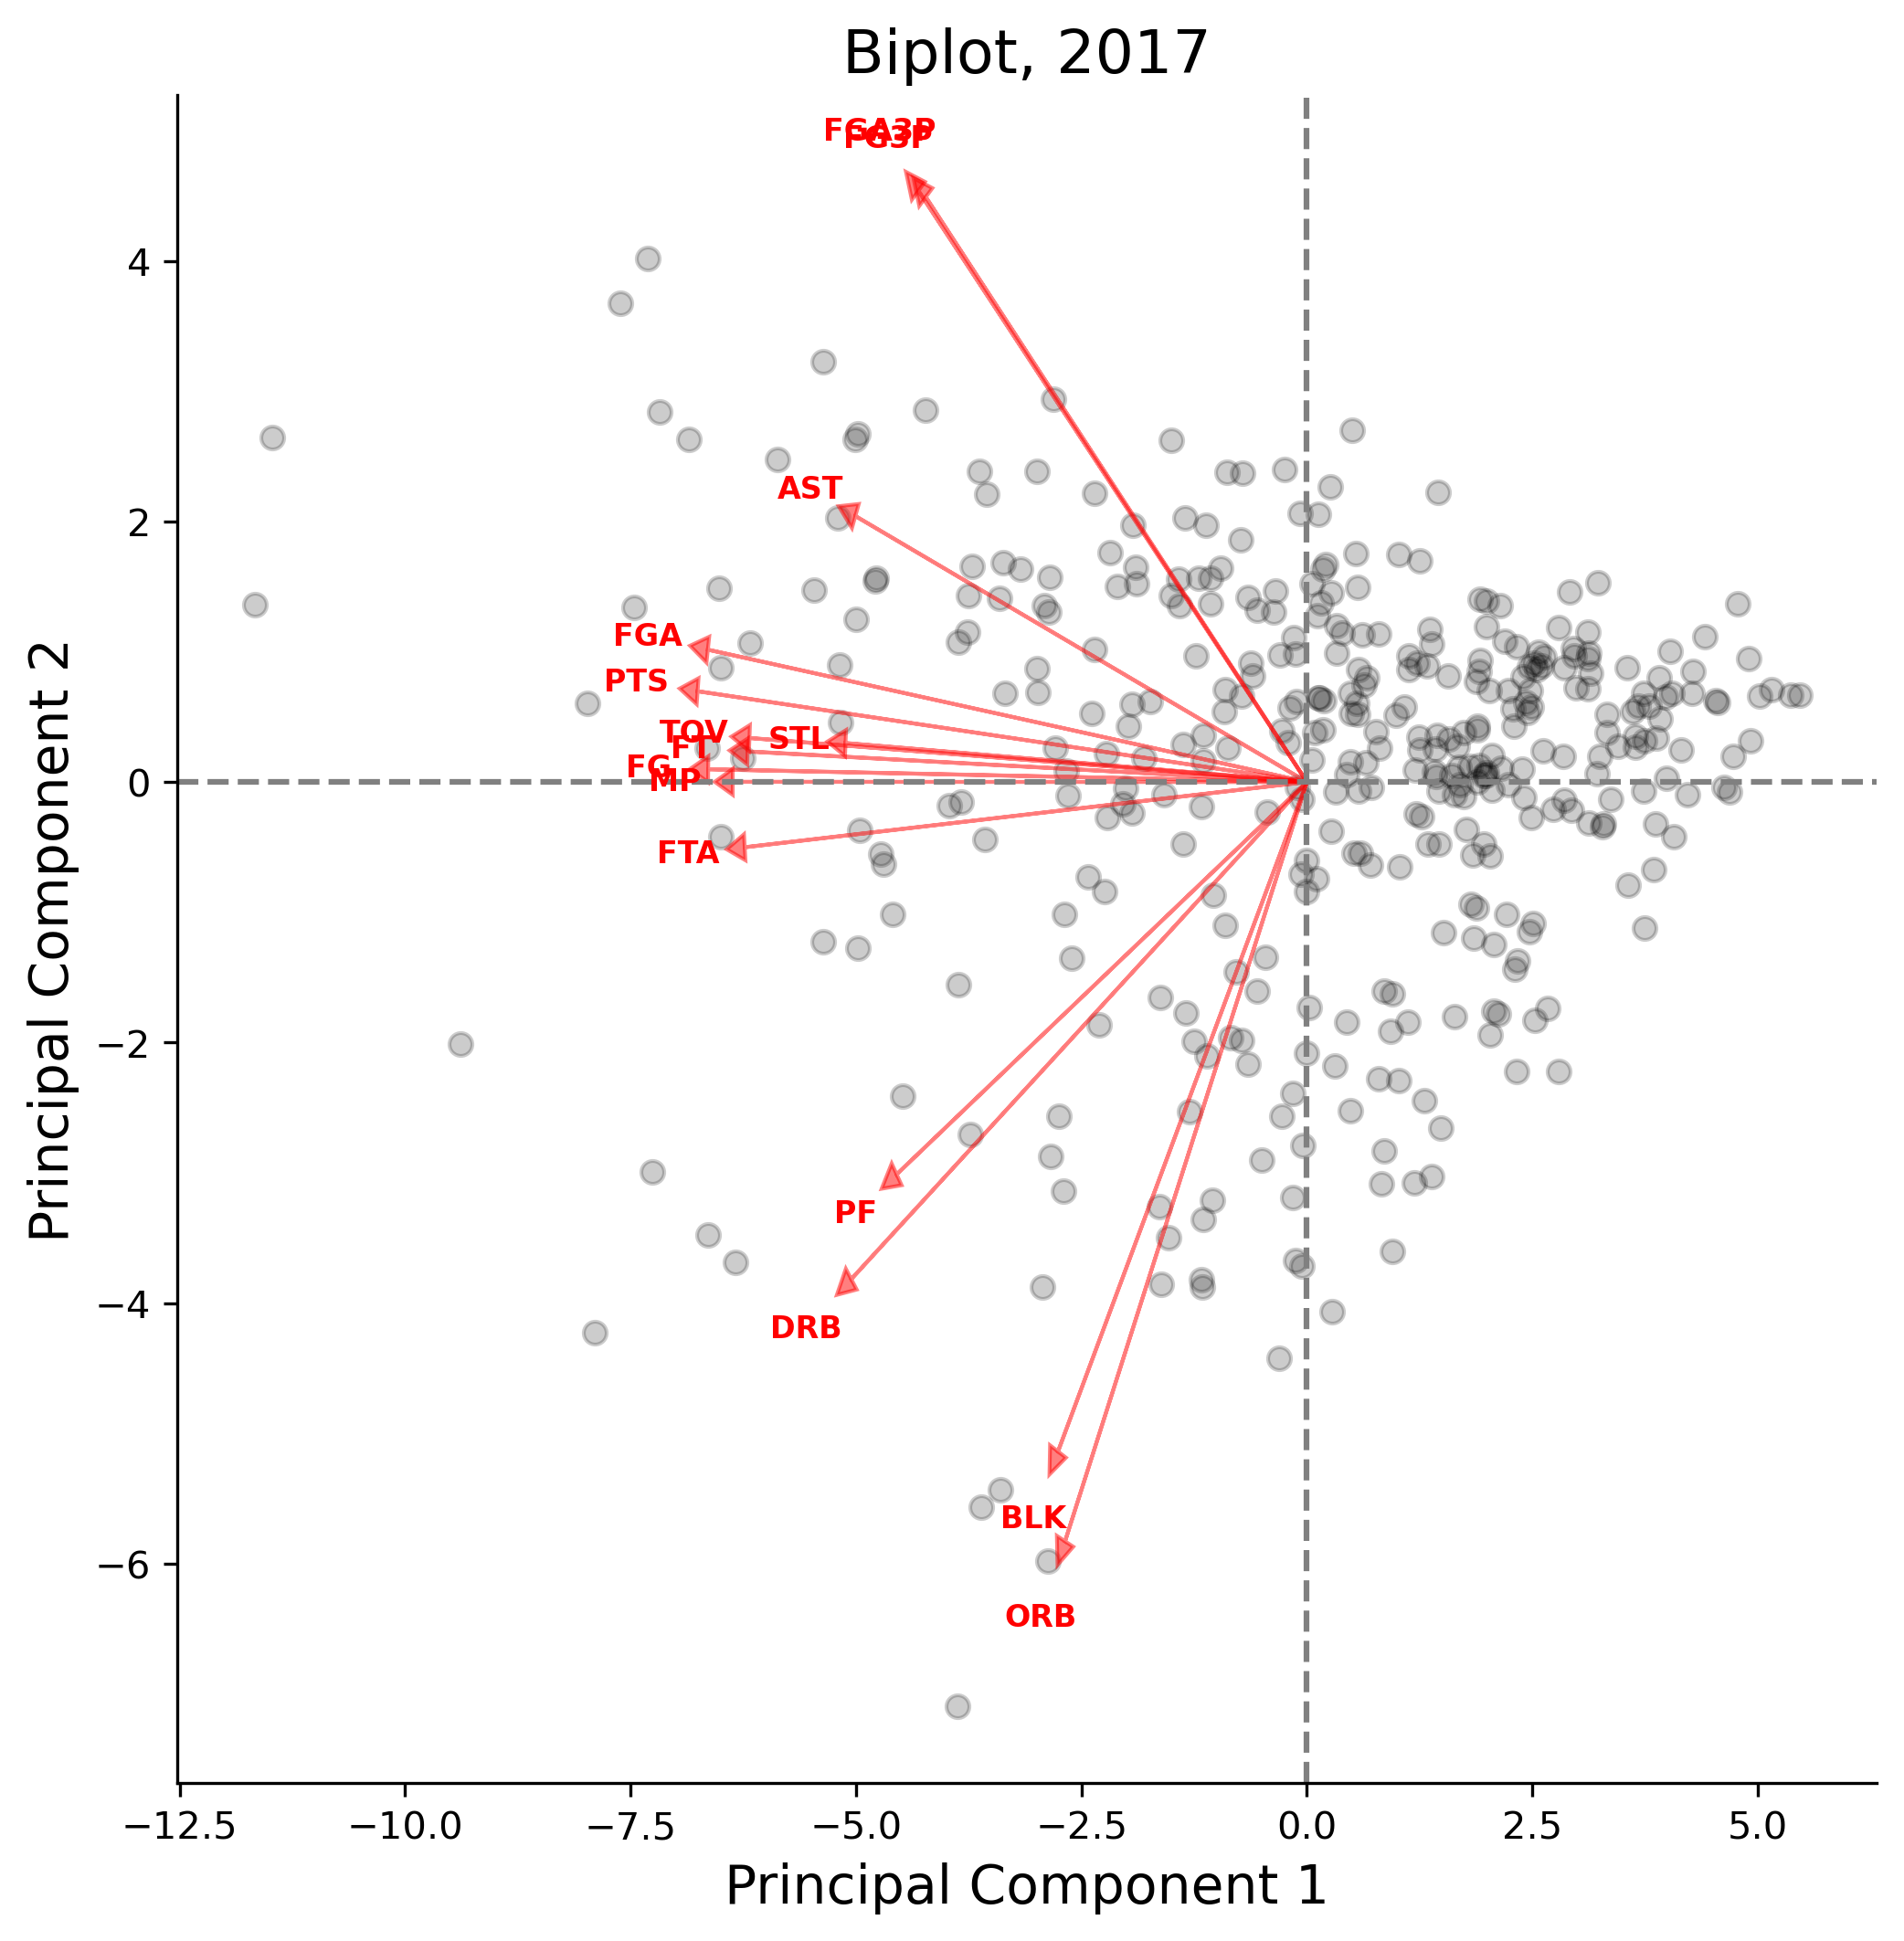 Biplot, 2017
FGA3P
FG3P
AST
FGA
PTS
TOV
STL
FT
FG
MP
FTA
PF
DRB
BLK
ORB
4
2
0
−2
−4
−6
Principal Component 2
−12.5 −10.0 −7.5 −5.0 −2.5 0.0 2.5 5.0
Principal Component 1